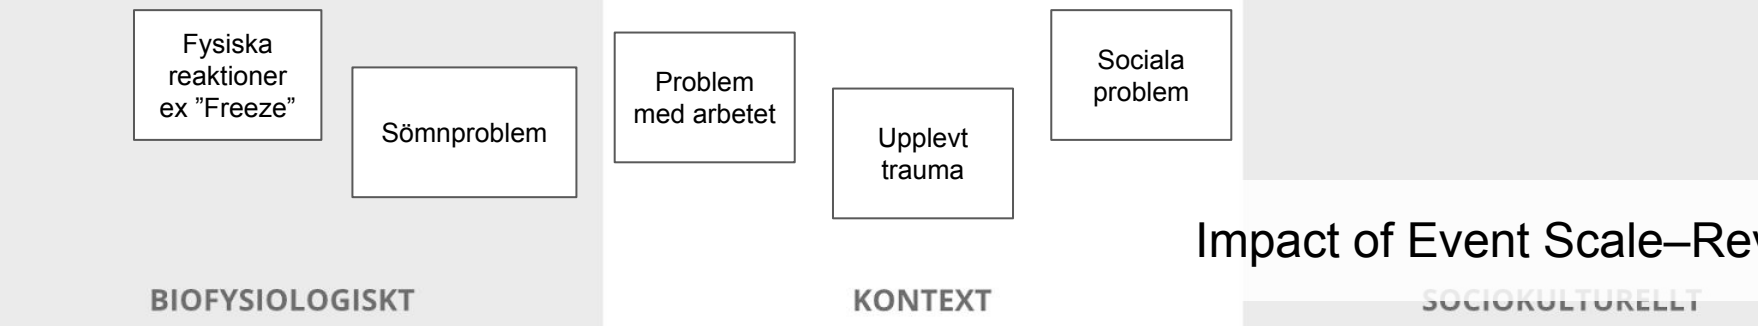 Fysiska
reaktioner
ex ”Freeze”
Sömnproblem
Problem
med arbetet
Upplevt
trauma
Sociala
problem
Impact of Event Scale–Rev
BIOFYSIOLOGISKT
KONTEXT
SOCIOKULTURELLT